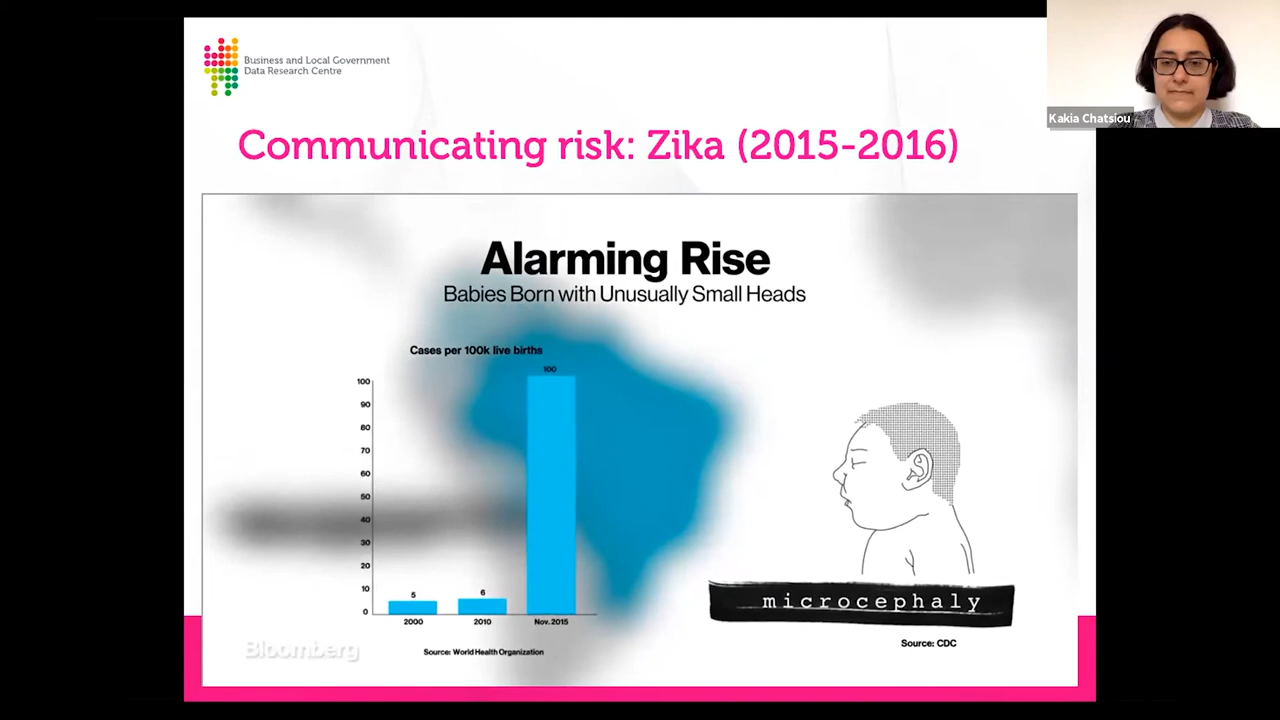 Business and Local Government
Data Research Centre
Kakia Chatsiou
Communicating risk: Zika (2015-2016)
Alarming Rise
Babies Born with Unusually Small Heads
Cases per 100k live births
100
100
90
80
70
60
50
40
30
20
10
0
5
6
2000
2010
Nov. 2015
Source: World Health Organization
Bloomberg
microcephaly
Source: CDC